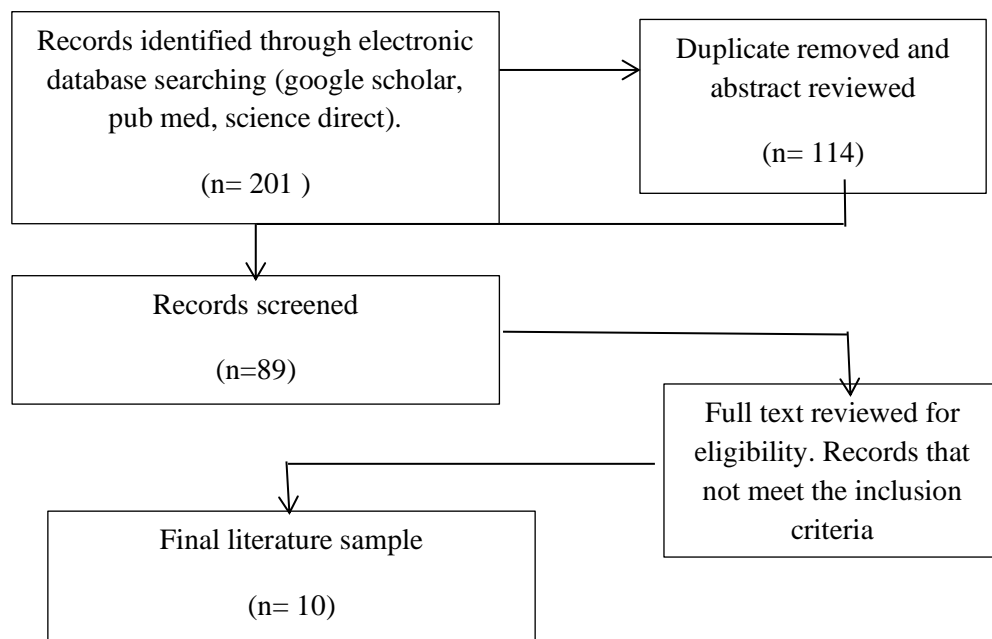 Records identified through electronic
database searching (google scholar,
pub med, science direct).
(n= 201 )
Duplicate removed and
abstract reviewed
(n= 114)
Records screened
(n=89)
Full text reviewed for
eligibility. Records that
not meet the inclusion
criteria
Final literature sample
(n= 10)